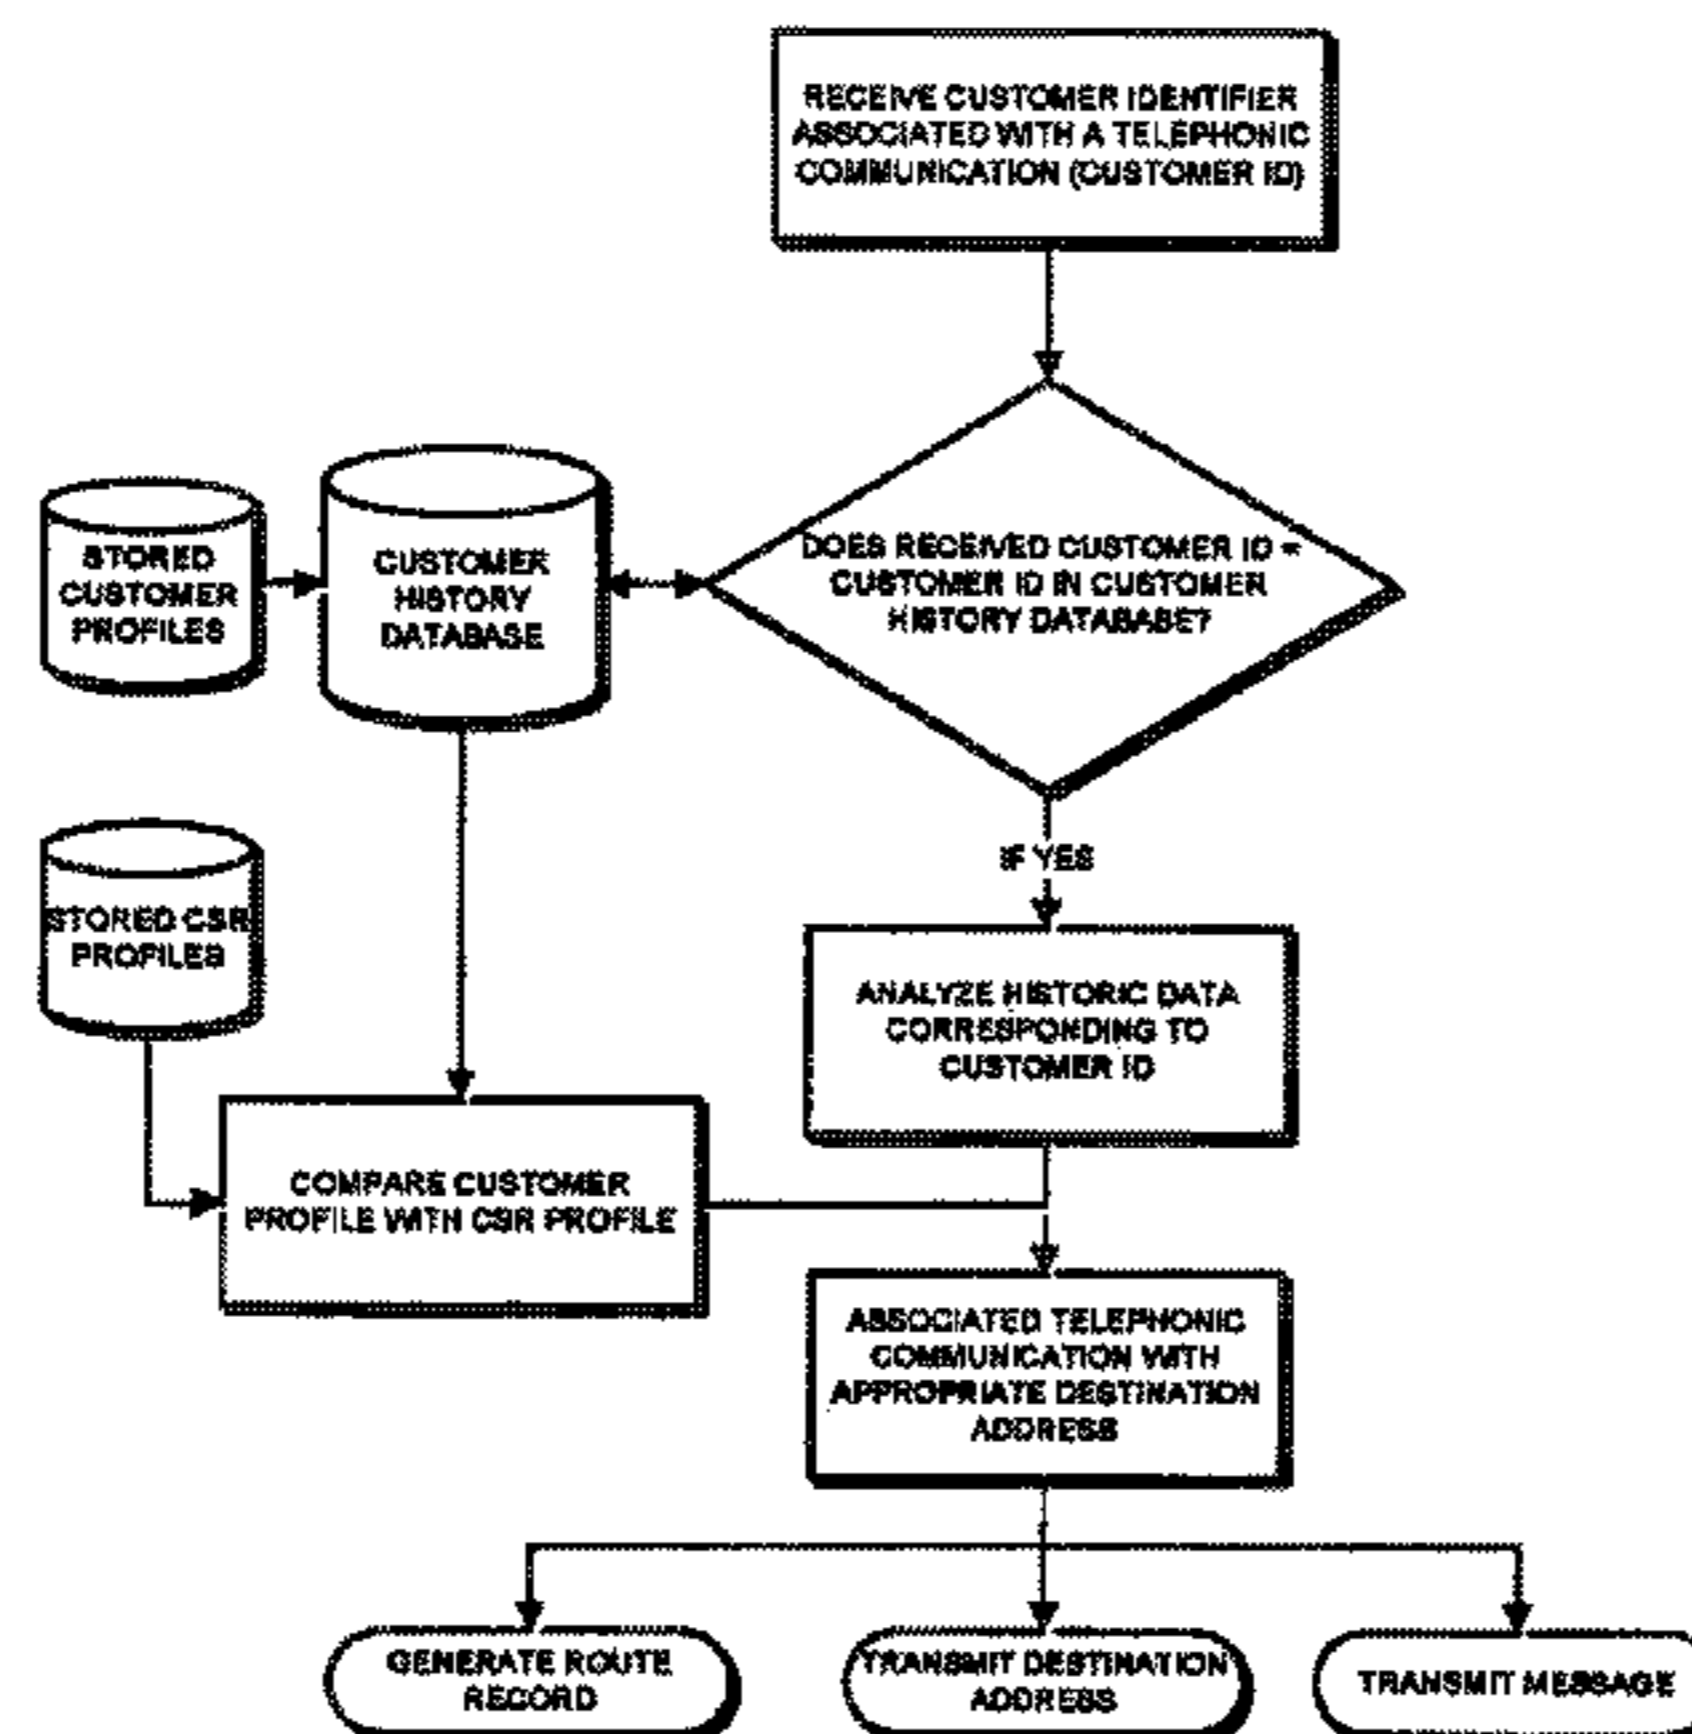 RECEIVE CUSTOMER IDENTIFIER
ASSOCIATED WITH A TELEPHONIC
COMMUNICATION (CUSTOMER ID)
DOES RECEIVED CUSTOMER ID =
CUSTOMER ID IN CUSTOMER
HISTORY DATABASE?
STORED
CUSTOMER
PROFILES
CUSTOMER
HISTORY
DATABASE
IF YES
STORED CSR
PROFILES
ANALYZE HISTORIC DATA
CORRESPONDING TO
CUSTOMER ID
COMPARE CUSTOMER
PROFILE WITH CSR PROFILE
ASSOCIATED TELEPHONIC
COMMUNICATION WITH
APPROPRIATE DESTINATION
ADDRESS
GENERATE ROUTE
RECORD
TRANSMIT DESTINATION
ADDRESS
TRANSMIT MESSAGE